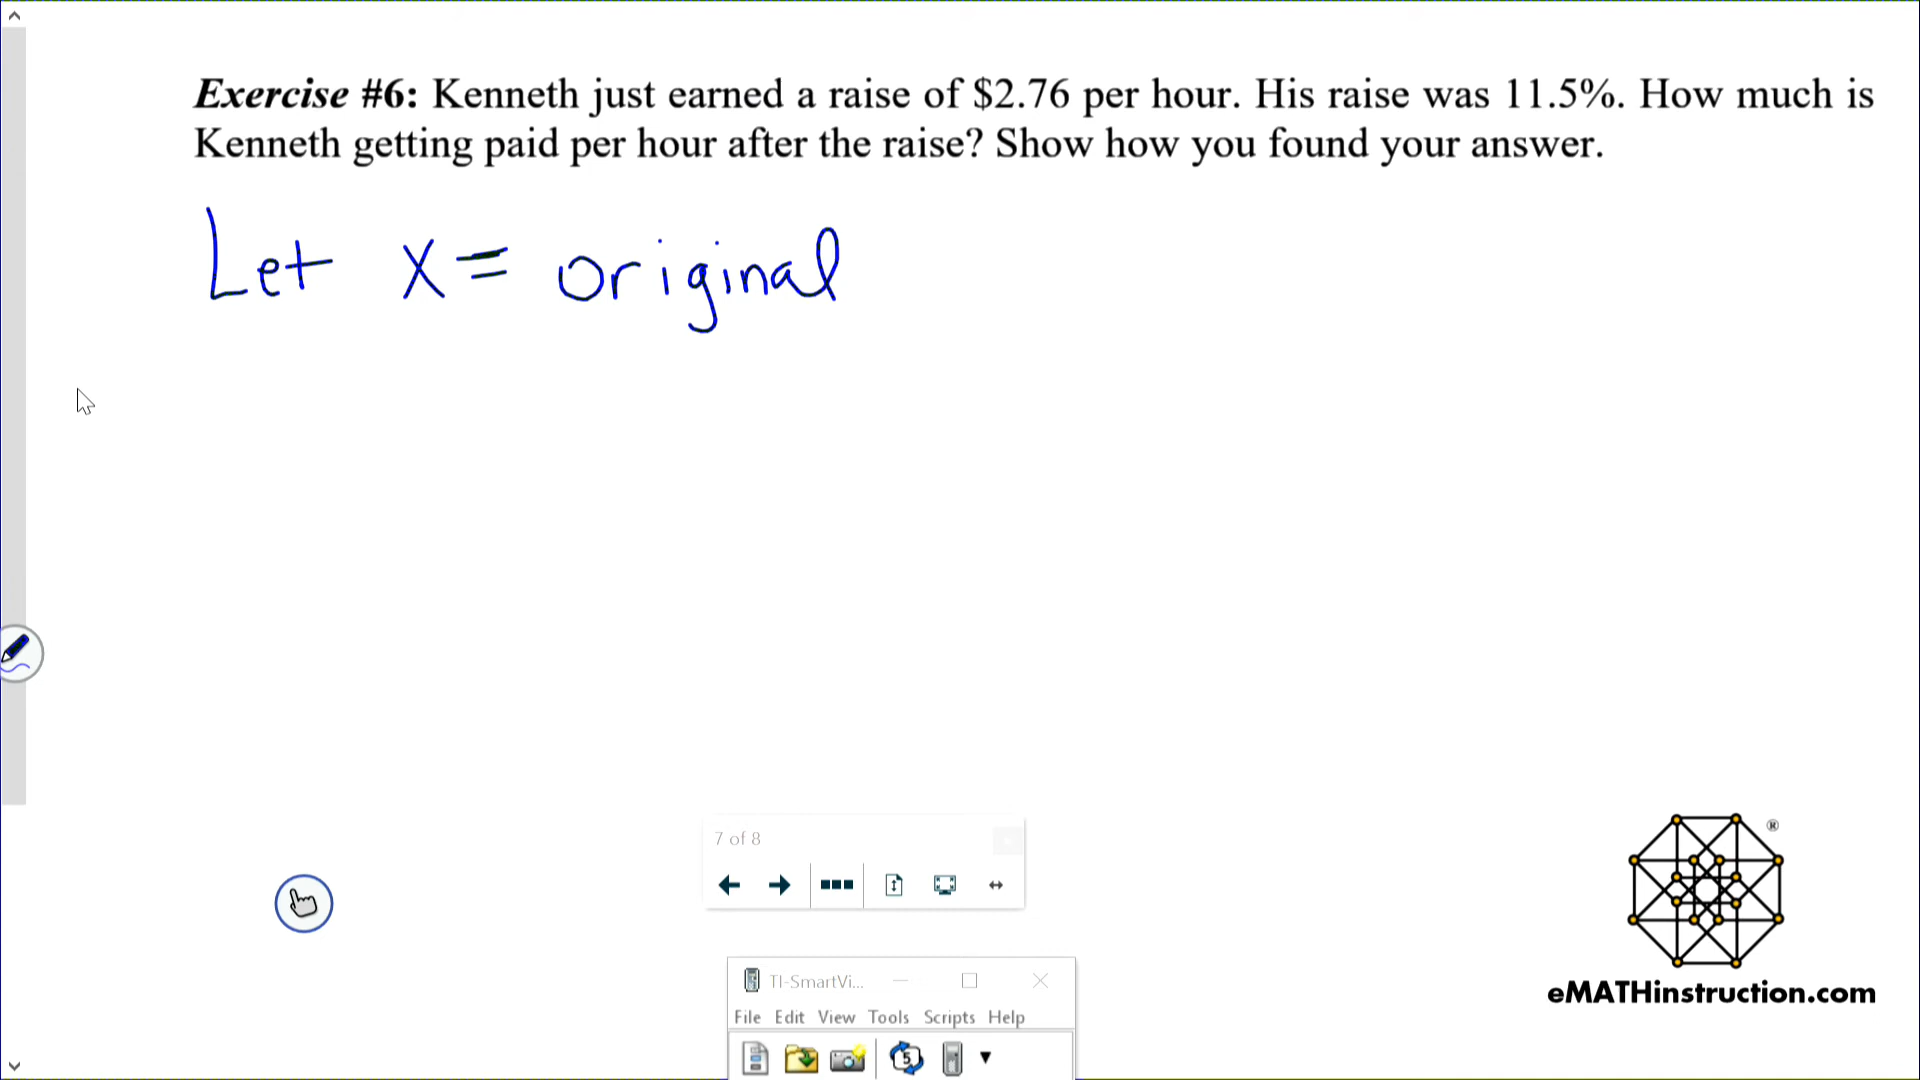 Exercise #6: Kenneth just earned a raise of $2.76 per hour. His raise was 11.5%. How much is
Kenneth getting paid per hour after the raise? Show how you found your answer.
Let x = original
7 of 8
®
eMATHinstruction.com
TI-SmartVi...
File Edit View Tools Scripts Help
5